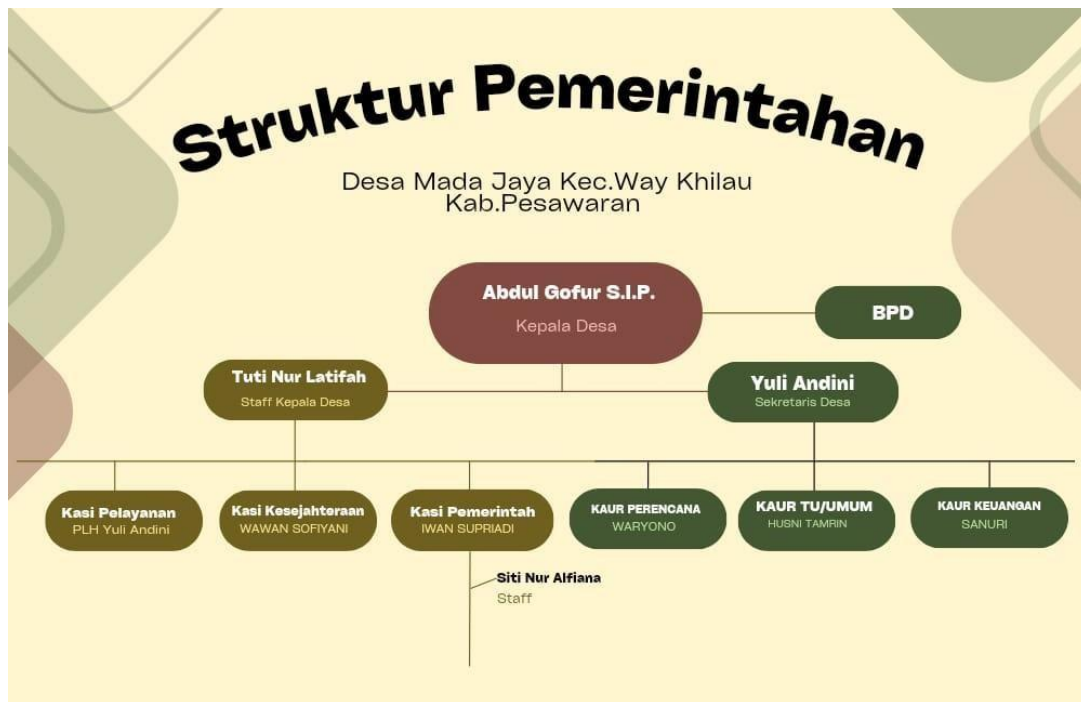 Struktur Pemerintahan
Desa Mada Jaya Kec.Way Khilau
Kab.Pesawaran
Abdul Gofur S.I.P.
Kepala Desa
BPD
Tuti Nur Latifah
Staff Kepala Desa
Yuli Andini
Sekretaris Desa
Kasi Pelayanan
PLH Yuli Andini
Kasi Kesejahteraan
WAWAN SOFIYANI
Kasi Pemerintah
IWAN SUPRIADI
KAUR PERENCANA
WARYONO
KAUR TU/UMUM
HUSNI TAMRIN
KAUR KEUANGAN
SANURI
Siti Nur Alfiana
Staff